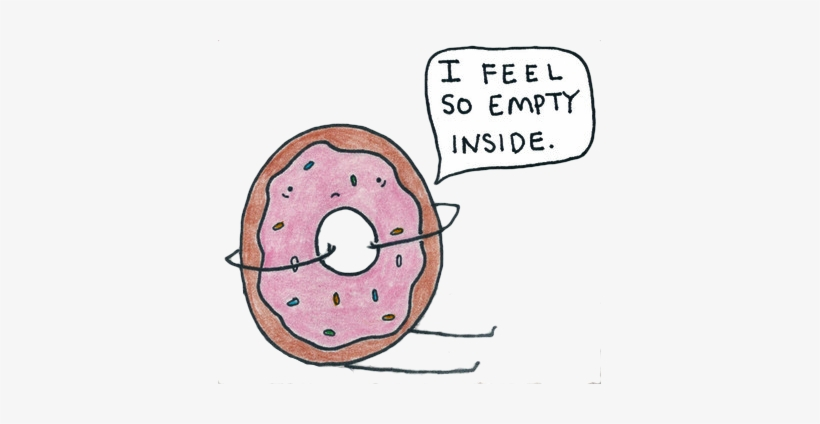 I FEEL
SO EMPTY
INSIDE.